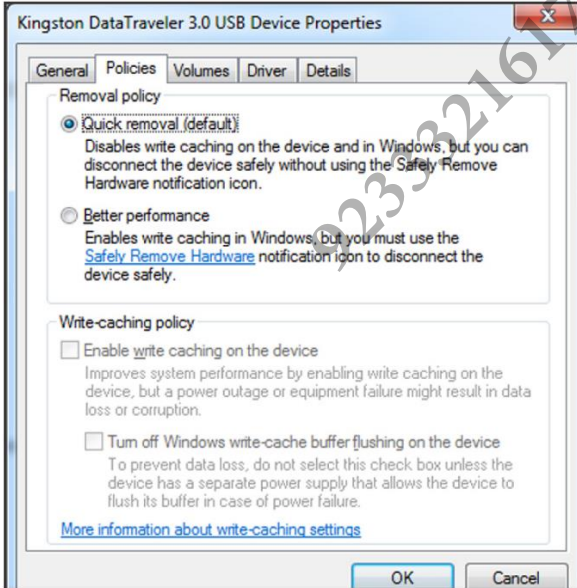 Kingston DataTraveler 3.0 USB Device Properties
General Policies Volumes Driver Details
Removal policy
Quick removal (default)
Disables write caching on the device and in Windows, but you can
disconnect the device safely without using the Safely Remove
Hardware notification icon.
Better performance
Enables write caching in Windows, but you must use the
Safely Remove Hardware notification icon to disconnect the
device safely.
Write-caching policy
Enable write caching on the device
Improves system performance by enabling write caching on the
device, but a power outage or equipment failure might result in data
loss or corruption.
Turn off Windows write-cache buffer flushing on the device
To prevent data loss, do not select this check box unless the
device has a separate power supply that allows the device to
flush its buffer in case of power failure.
More information about write-caching settings
OK Cancel
9233321617